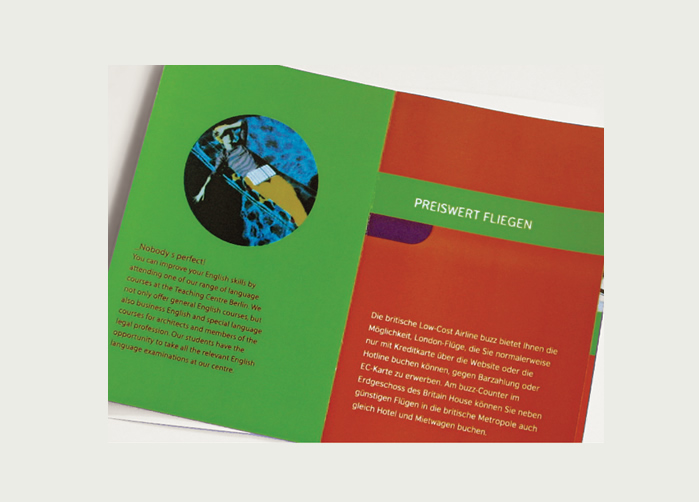 Nobody's perfect!
You can improve your English skills by
attending one of our range of language
courses at the Teaching Centre Berlin. We
not only offer general English courses, but
also business English and special language
courses for architects and members of the
legal profession. Our students have the
opportunity to take all the relevant English
language examinations at our centre.
PREISWERT FLIEGEN
Die britische Low-Cost Airline buzz bietet Ihnen die
Möglichkeit, London-Flüge, die Sie normalerweise
nur mit Kreditkarte über die Website oder die
Hotline buchen können, gegen Barzahlung oder
EC-Karte zu erwerben. Am buzz-Counter im
Erdgeschoss des Britain House können Sie neben
günstigen Flügen in die britische Metropole auch
gleich Hotel und Mietwagen buchen.